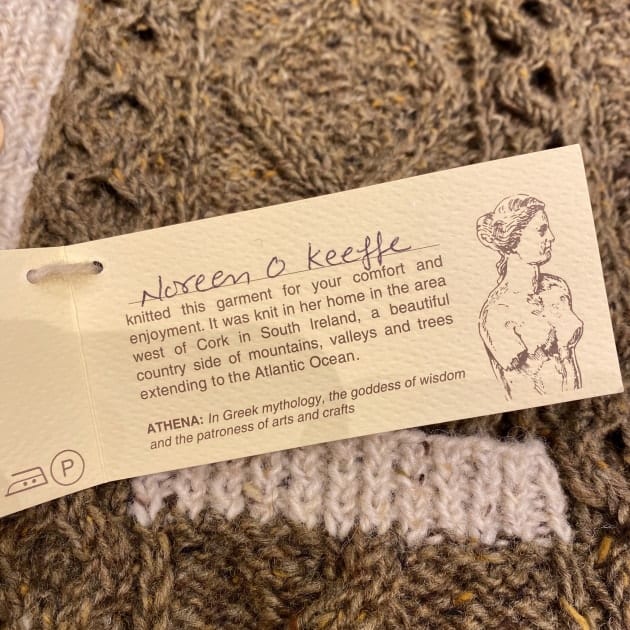 Noreen O Keeffe
knitted this garment for your comfort and
enjoyment. It was knit in her home in the area
west of Cork in South Ireland, a beautiful
country side of mountains, valleys and trees
extending to the Atlantic Ocean.
ATHENA: In Greek mythology, the goddess of wisdom
and the patroness of arts and crafts
P